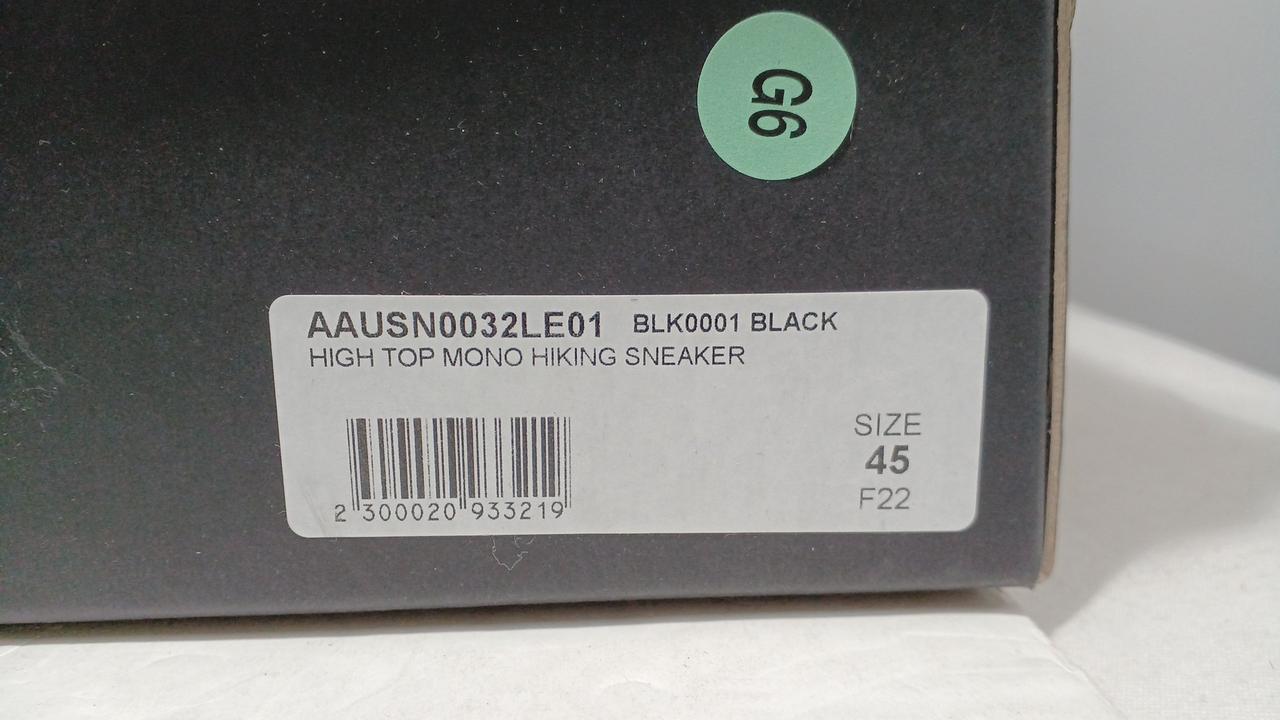 G6
AAUSN0032LE01 BLK0001 BLACK
HIGH TOP MONO HIKING SNEAKER
SIZE
45
F22
2 300020 933219